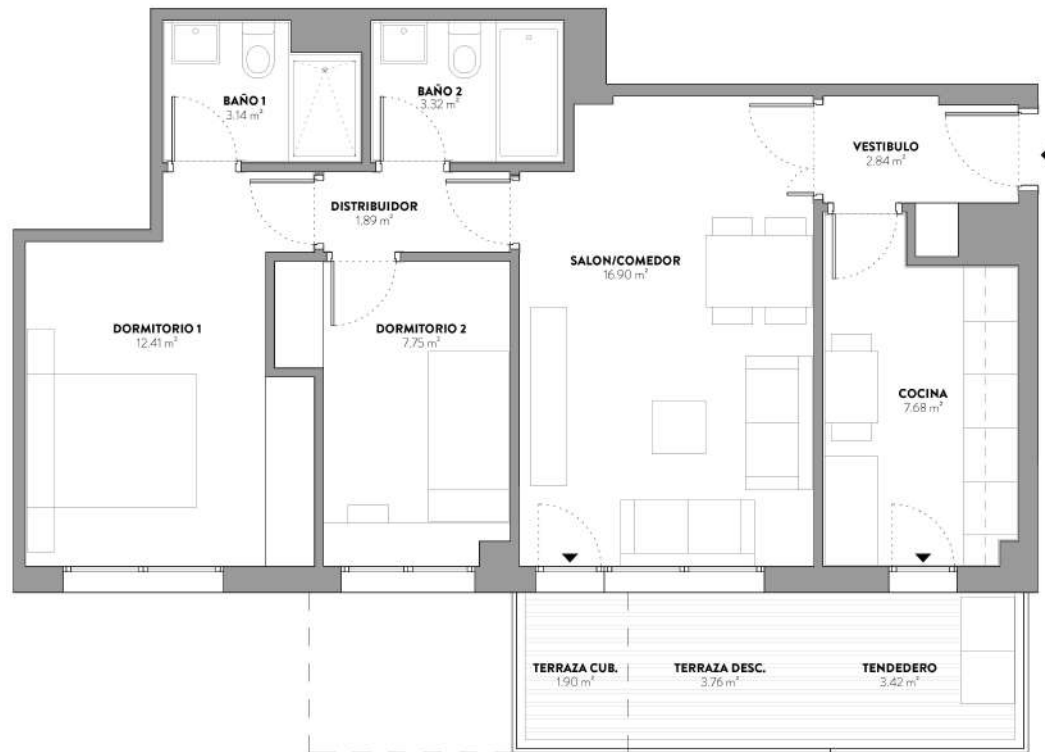 BAÑO 1
3.14 m²
BAÑO 2
3.32 m²
VESTIBULO
2.84 m²
DISTRIBUIDOR
1.89 m²
SALON/COMEDOR
16.90 m²
DORMITORIO 1
12.41 m²
DORMITORIO 2
7.75 m²
COCINA
7.68 m²
TERRAZA CUB.
1.90 m²
TERRAZA DESC.
3.76 m²
TENDEDERO
3.42 m²